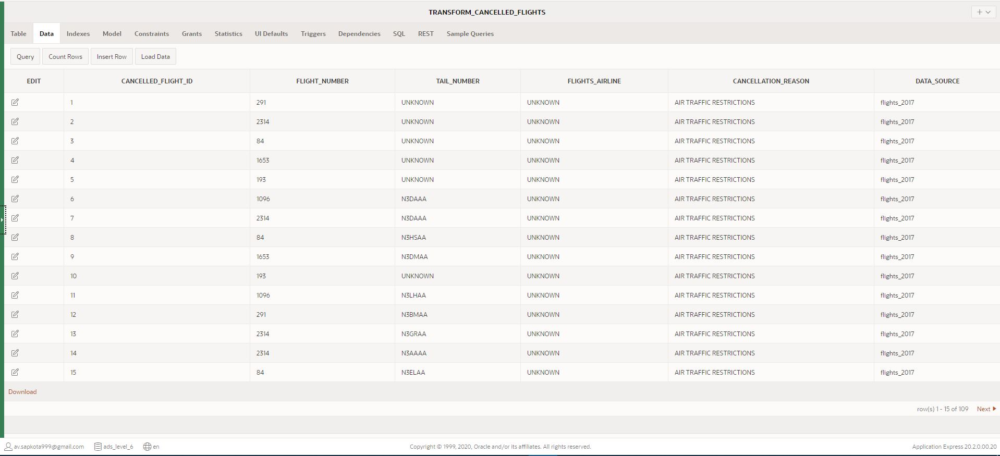 TRANSFORM_CANCELLED_FLIGHTS
Table Data Indexes Model Constraints Grants Statistics UI Defaults Triggers Dependencies SQL REST Sample Queries
Query Count Rows Insert Row Load Data
EDIT CANCELLED_FLIGHT_ID FLIGHT_NUMBER TAIL_NUMBER FLIGHTS_AIRLINE CANCELLATION_REASON DATA_SOURCE
1 291 UNKNOWN UNKNOWN AIR TRAFFIC RESTRICTIONS flights_2017
2 2314 UNKNOWN UNKNOWN AIR TRAFFIC RESTRICTIONS flights_2017
3 84 UNKNOWN UNKNOWN AIR TRAFFIC RESTRICTIONS flights_2017
4 1653 UNKNOWN UNKNOWN AIR TRAFFIC RESTRICTIONS flights_2017
5 193 UNKNOWN UNKNOWN AIR TRAFFIC RESTRICTIONS flights_2017
6 1096 N3DAAA UNKNOWN AIR TRAFFIC RESTRICTIONS flights_2017
7 2314 N3DAAA UNKNOWN AIR TRAFFIC RESTRICTIONS flights_2017
8 84 N3HSAA UNKNOWN AIR TRAFFIC RESTRICTIONS flights_2017
9 1653 N3DMAA UNKNOWN AIR TRAFFIC RESTRICTIONS flights_2017
10 193 UNKNOWN UNKNOWN AIR TRAFFIC RESTRICTIONS flights_2017
11 1096 N3LHAA UNKNOWN AIR TRAFFIC RESTRICTIONS flights_2017
12 291 N3BMAA UNKNOWN AIR TRAFFIC RESTRICTIONS flights_2017
13 2314 N3GRAA UNKNOWN AIR TRAFFIC RESTRICTIONS flights_2017
14 2314 N3AAAA UNKNOWN AIR TRAFFIC RESTRICTIONS flights_2017
15 84 N3ELAA UNKNOWN AIR TRAFFIC RESTRICTIONS flights_2017
Download
row(s) 1 - 15 of 109 Next
av.sapkota999@gmail.com ads_level_6 en Copyright © 1999, 2020, Oracle and/or its affiliates. All rights reserved. Application Express 20.2.0.00.20